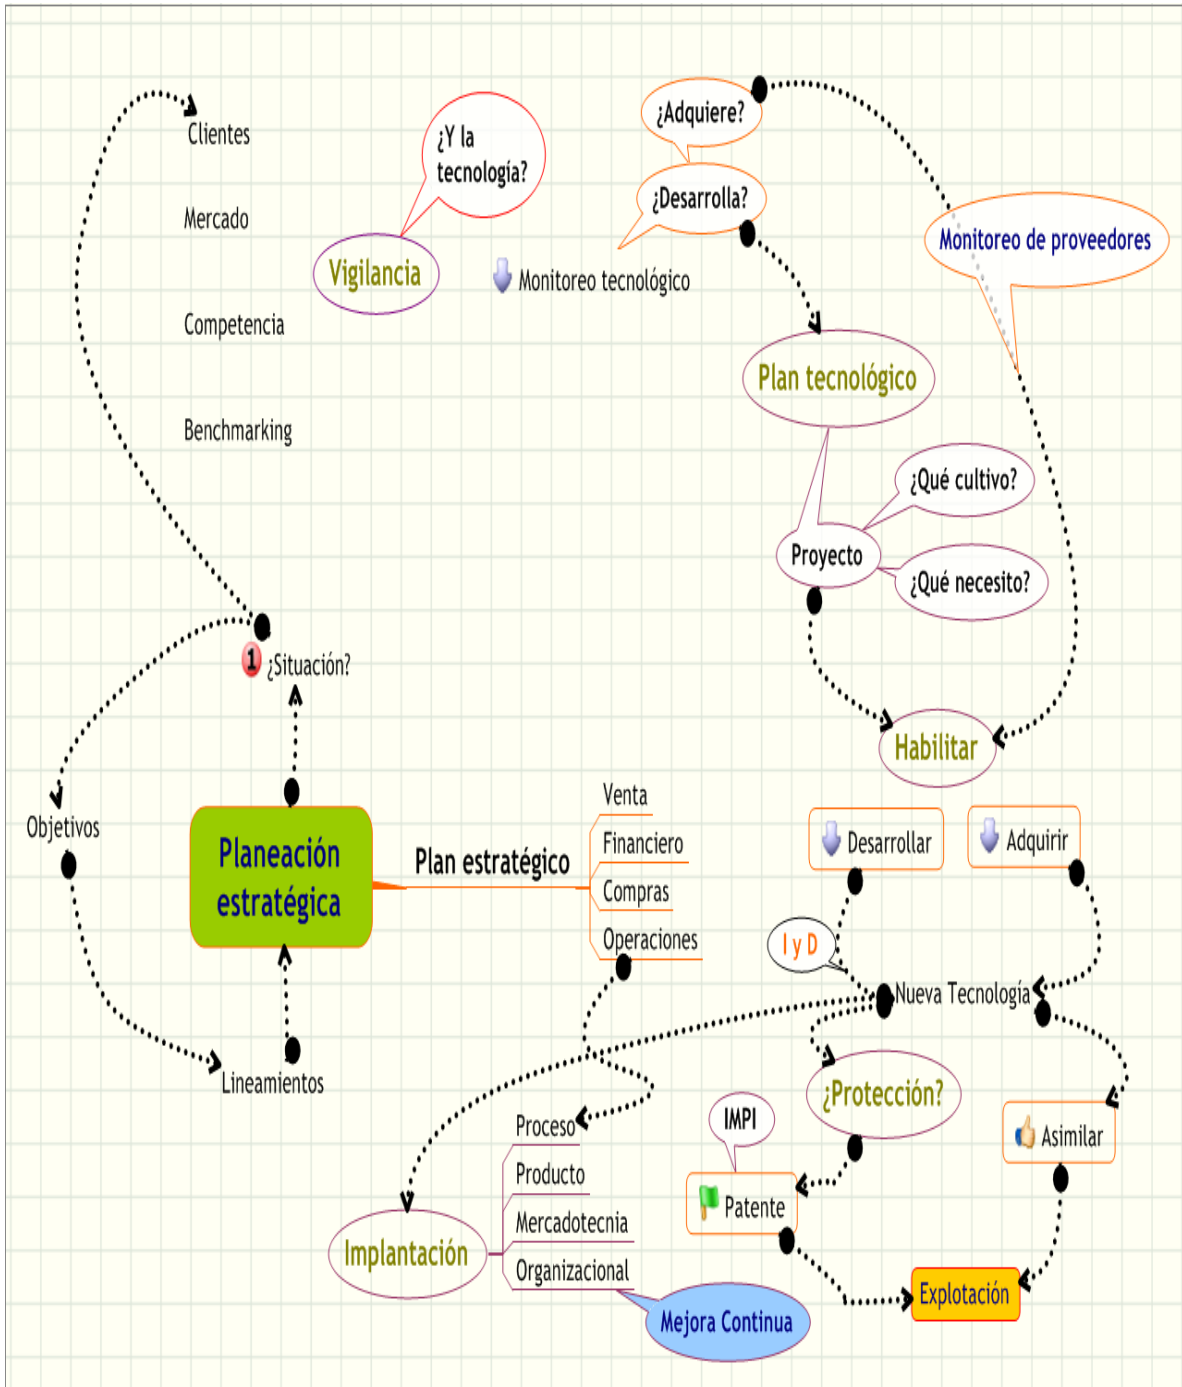 Clientes
Mercado
Competencia
Benchmarking
¿Y la
tecnología?
Vigilancia
¿Adquiere?
¿Desarrolla?
Monitoreo tecnológico
Monitoreo de proveedores
Plan tecnológico
¿Qué cultivo?
Proyecto
¿Qué necesito?
Habilitar
1 ¿Situación?
Objetivos
Planeación
estratégica
Lineamientos
Plan estratégico
Venta
Financiero
Compras
Operaciones
Desarrollar
Adquirir
I y D
Nueva Tecnología
¿Protección?
IMPI
Patente
Asimilar
Explotación
Proceso
Producto
Mercadotecnia
Organizacional
Implantación
Mejora Continua